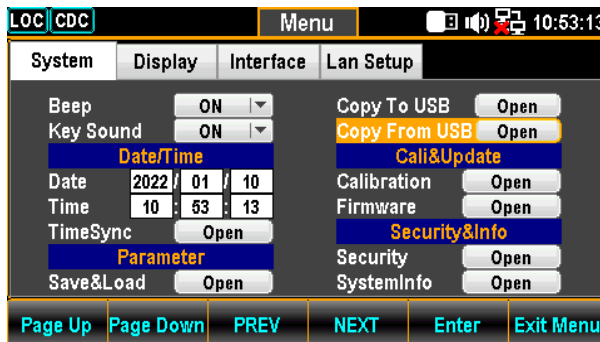 LOC CDC Menu 10:53:13
System Display Interface Lan Setup
Beep ON
Key Sound ON
Date/Time
Date 2022 / 01 / 10
Time 10 : 53 : 13
TimeSync Open
Parameter
Save&Load Open
Copy To USB Open
Copy From USB Open
Cali&Update
Calibration Open
Firmware Open
Security&Info
Security Open
SystemInfo Open
Page Up Page Down PREV NEXT Enter Exit Menu